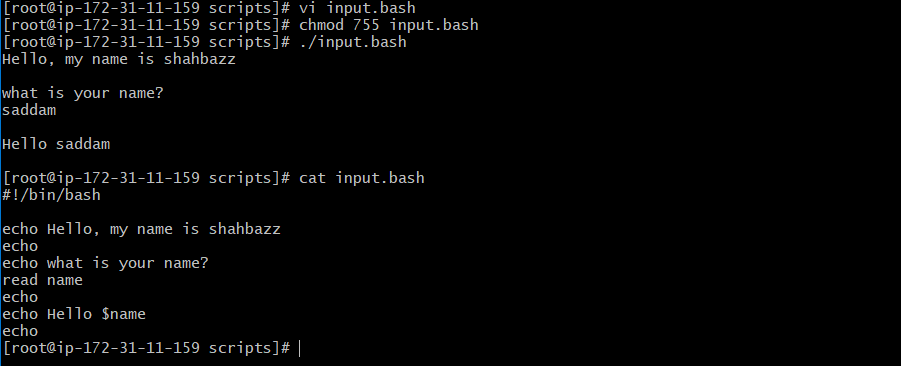 [root@ip-172-31-11-159 scripts]# vi input.bash
[root@ip-172-31-11-159 scripts]# chmod 755 input.bash
[root@ip-172-31-11-159 scripts]# ./input.bash
Hello, my name is shahbazz
what is your name?
saddam
Hello saddam
[root@ip-172-31-11-159 scripts]# cat input.bash
#!/bin/bash
echo Hello, my name is shahbazz
echo
echo what is your name?
read name
echo
echo Hello $name
echo
[root@ip-172-31-11-159 scripts]#